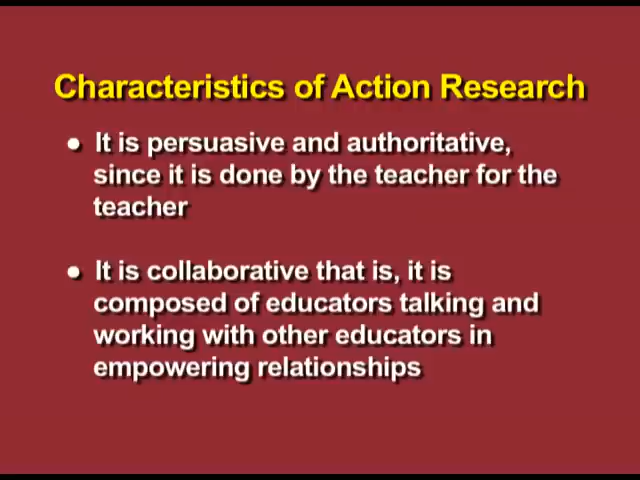 Characteristics of Action Research
● It is persuasive and authoritative,
since it is done by the teacher for the
teacher
● It is collaborative that is, it is
composed of educators talking and
working with other educators in
empowering relationships